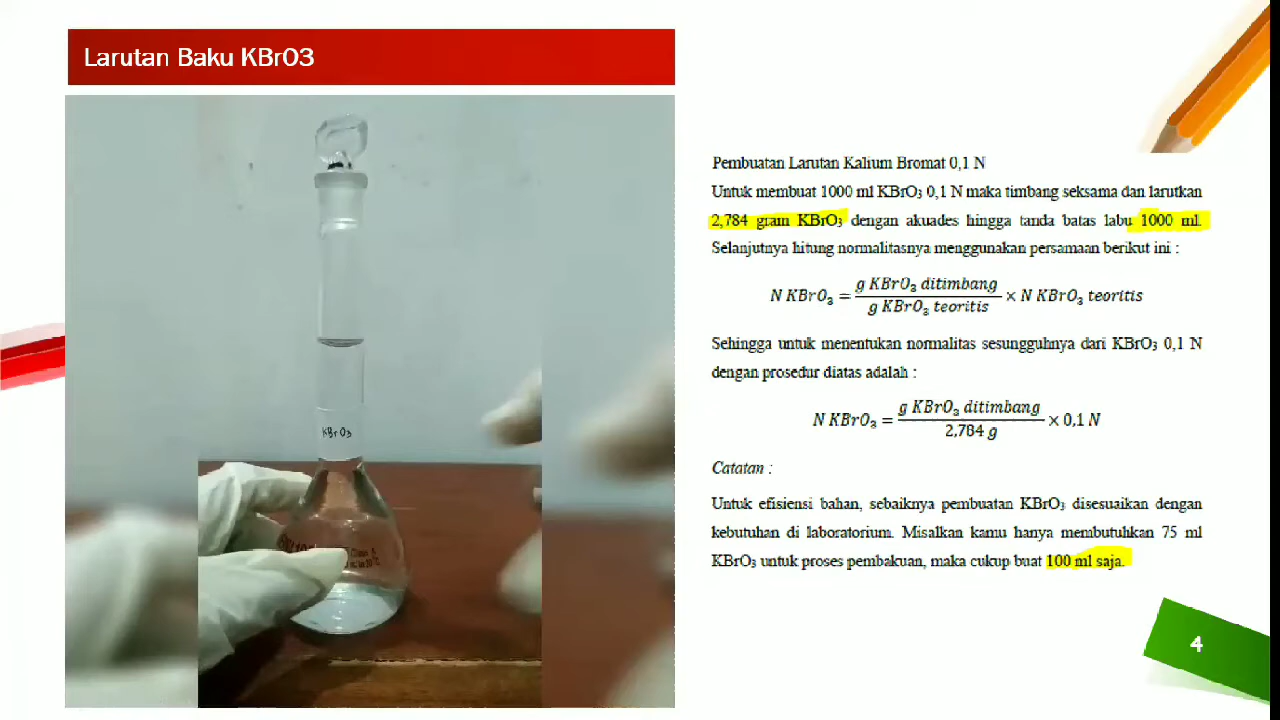 Larutan Baku KBrO3
KBrO3
Pembuatan Larutan Kalium Bromat 0,1 N
Untuk membuat 1000 ml KBrO₃ 0,1 N maka timbang seksama dan larutkan
2,784 gram KBrO₃ dengan akuades hingga tanda batas labu 1000 ml.
Selanjutnya hitung normalitasnya menggunakan persamaan berikut ini :
N KBrO₃ = g KBrO₃ ditimbang / g KBrO₃ teoritis × N KBrO₃ teoritis
Sehingga untuk menentukan normalitas sesungguhnya dari KBrO₃ 0,1 N
dengan prosedur diatas adalah :
N KBrO₃ = g KBrO₃ ditimbang / 2,784 g × 0,1 N
Catatan :
Untuk efisiensi bahan, sebaiknya pembuatan KBrO₃ disesuaikan dengan
kebutuhan di laboratorium. Misalkan kamu hanya membutuhkan 75 ml
KBrO₃ untuk proses pembakuan, maka cukup buat 100 ml saja.
4